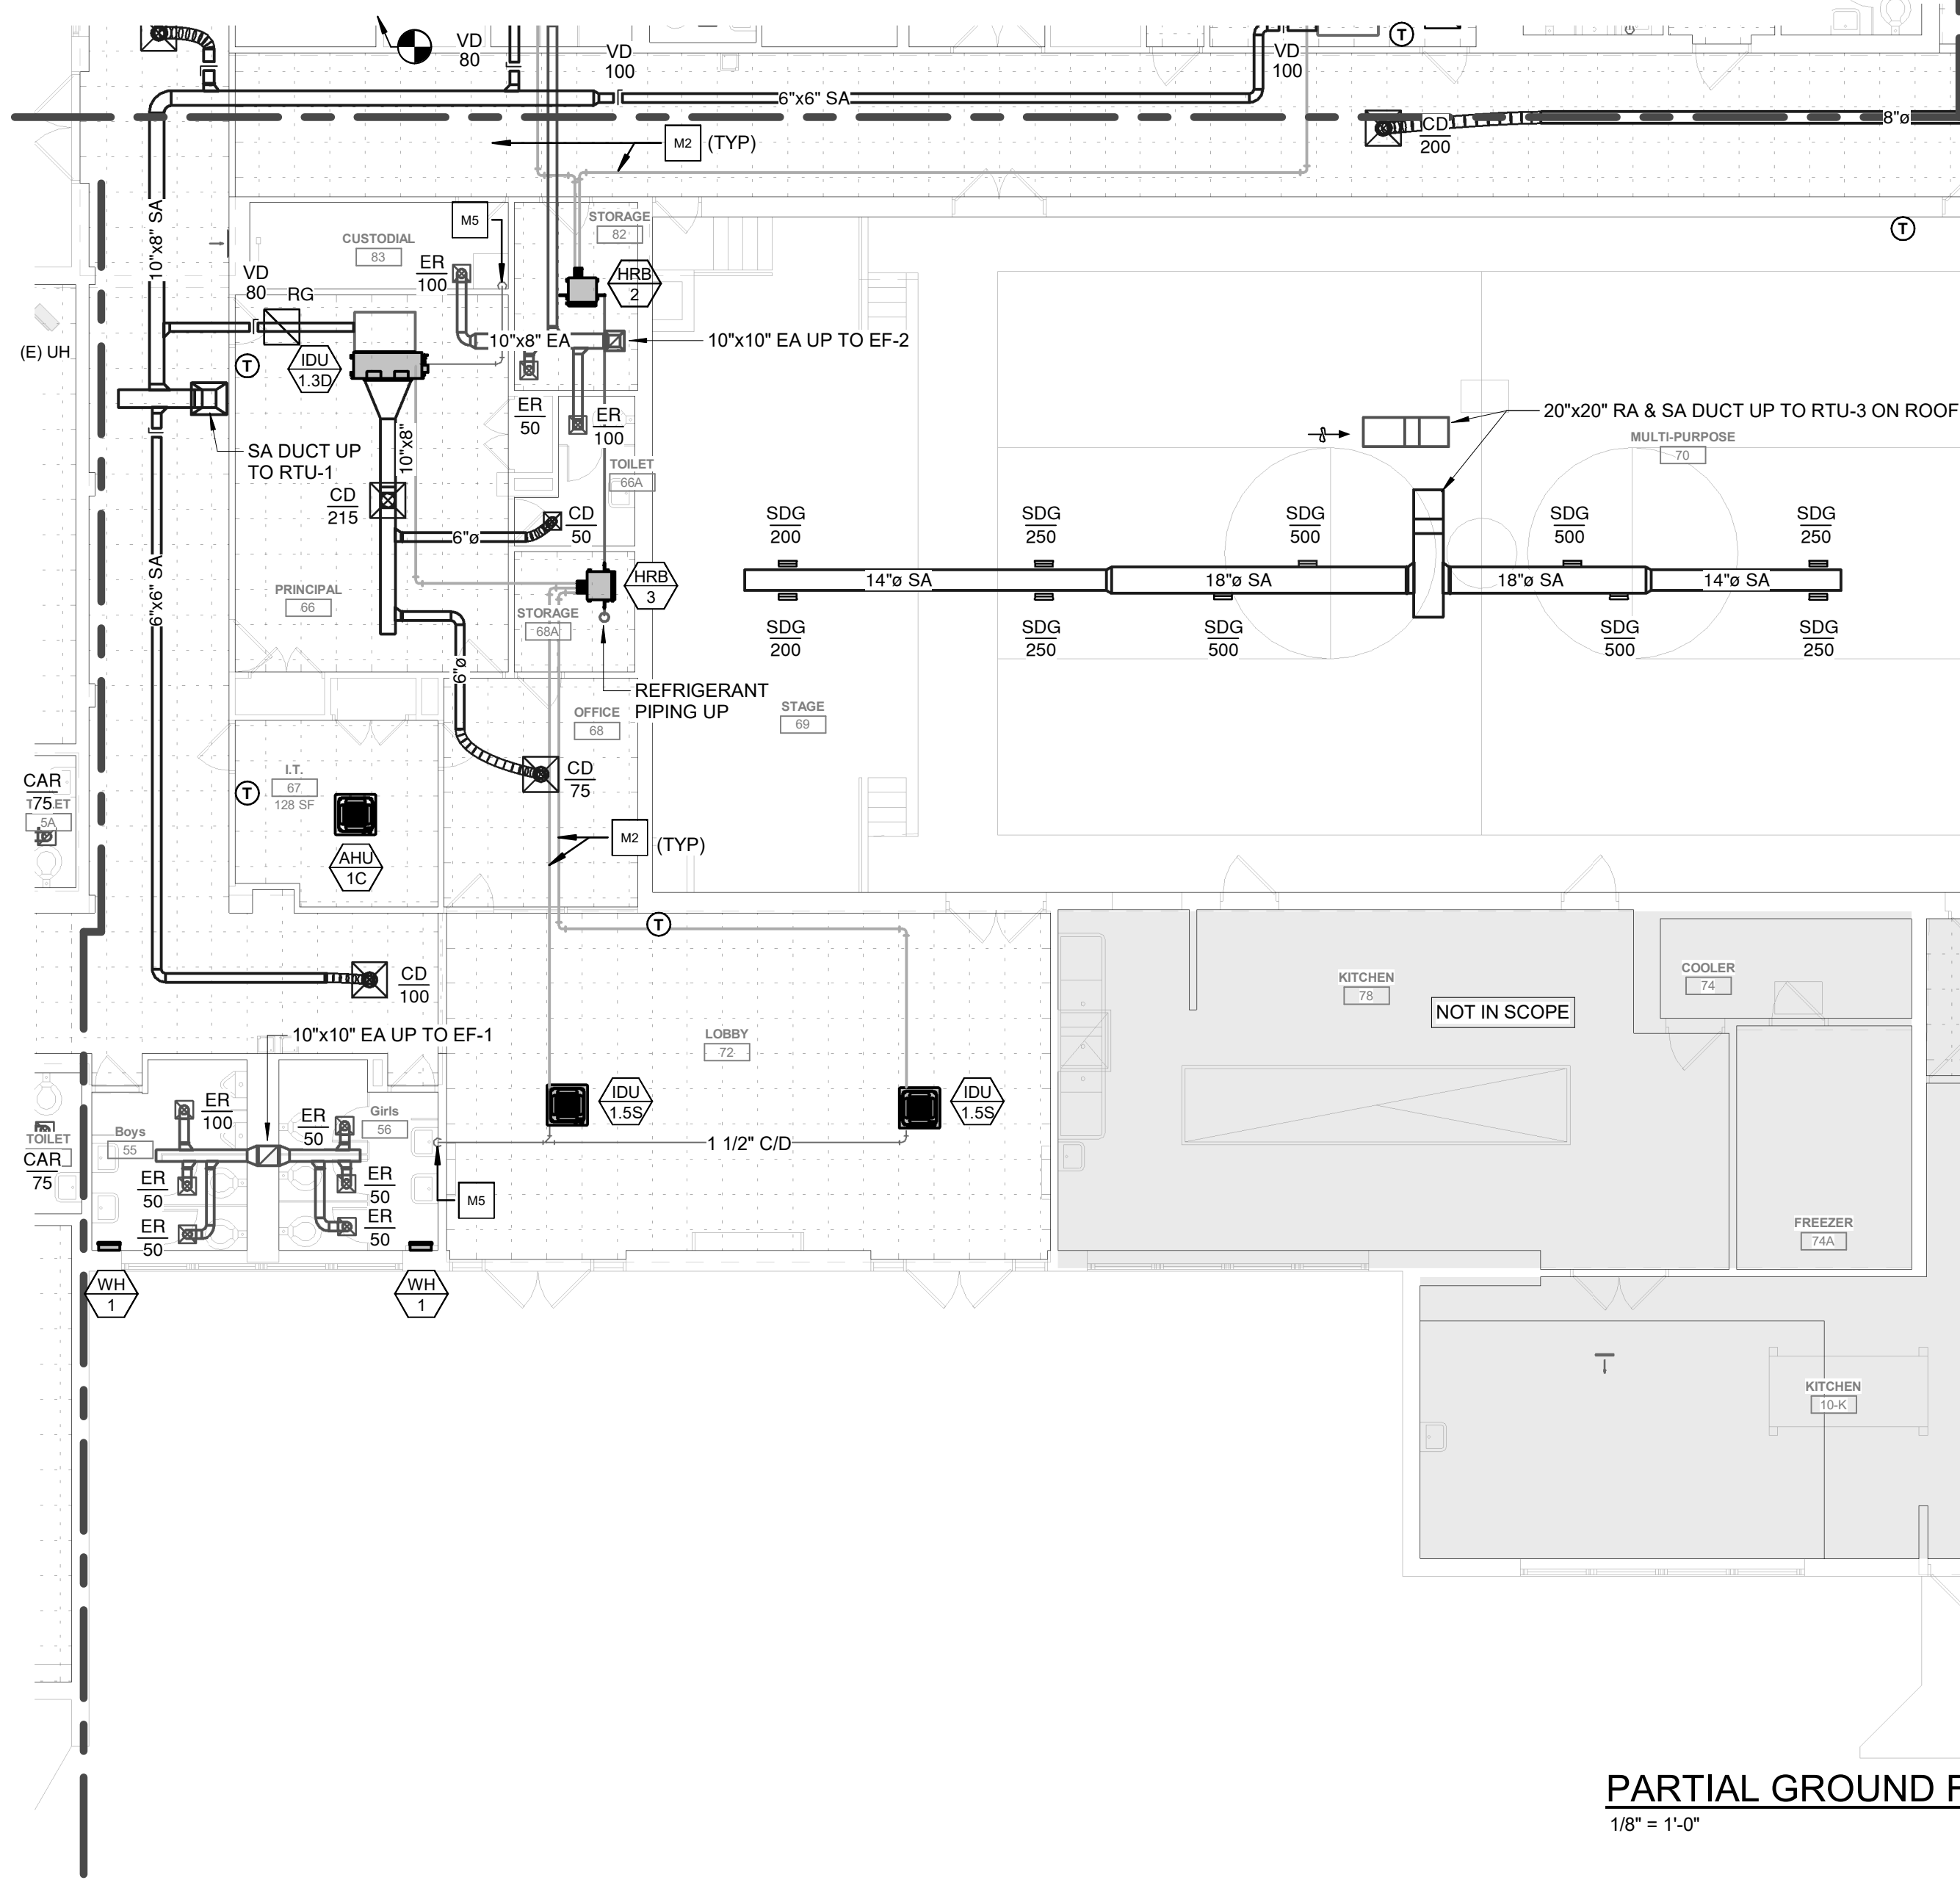 VD
80
VD
100
VD
100
T
6"x6" SA
8"ø
CD
200
M2
(TYP)
10"x8" SA
M5
STORAGE
82
T
CUSTODIAL
83
ER
100
HRB
2
VD
80
RG
10"x8" EA
10"x10" EA UP TO EF-2
(E) UH
T
IDU
1.3D
ER
50
ER
100
20"x20" RA & SA DUCT UP TO RTU-3 ON ROOF
MULTI-PURPOSE
70
SA DUCT UP
TO RTU-1
10"x8"
TOILET
66A
CD
215
CD
50
6"ø
SDG
200
SDG
250
SDG
500
SDG
500
SDG
250
14"ø SA
18"ø SA
18"ø SA
14"ø SA
6"x6" SA
PRINCIPAL
66
HRB
3
STORAGE
68A
SDG
200
SDG
250
SDG
500
SDG
500
SDG
250
6"ø
REFRIGERANT
PIPING UP
OFFICE
68
STAGE
69
I.T.
67
128 SF
T
CD
75
CAR
75
5A
M2
(TYP)
AHU
1C
T
CD
100
KITCHEN
78
COOLER
74
NOT IN SCOPE
10"x10" EA UP TO EF-1
LOBBY
72
IDU
1.5S
IDU
1.5S
ER
100
ER
50
Girls
56
Boys
55
TOILET
CAR
75
1 1/2" C/D
ER
50
ER
50
M5
ER
50
ER
50
FREEZER
74A
WH
1
WH
1
KITCHEN
10-K
PARTIAL GROUND
1/8" = 1'-0"